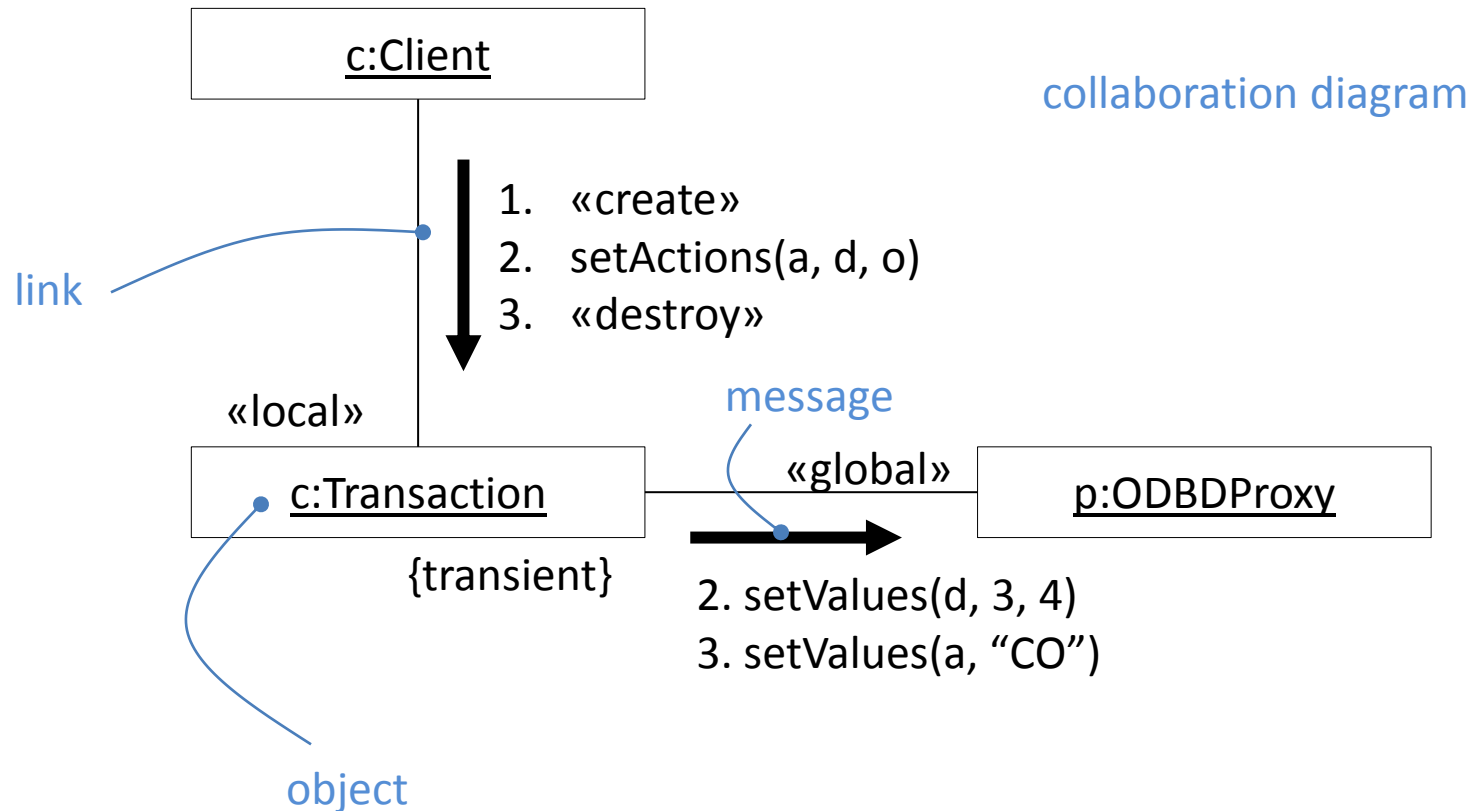 c:Client
collaboration diagram
1. «create»
2. setActions(a, d, o)
3. «destroy»
link
message
«local»
«global»
c:Transaction
p:ODBDProxy
{transient}
2. setValues(d, 3, 4)
3. setValues(a, “CO”)
object